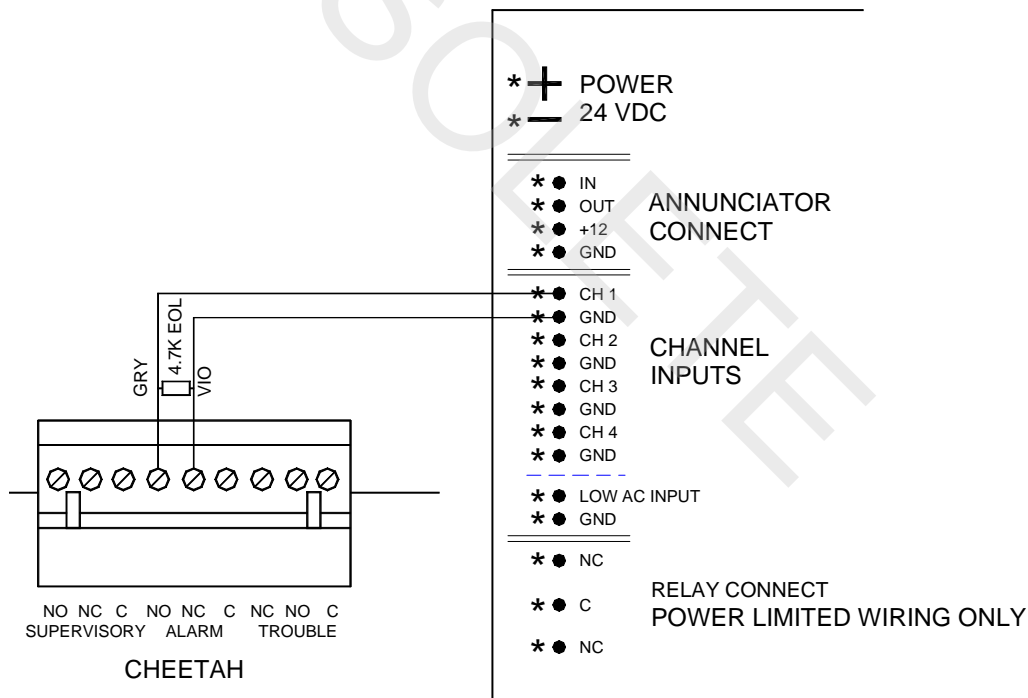 * + POWER
* — 24 VDC
* IN
* OUT
* +12
* GND
ANNUNCIATOR
CONNECT
* CH 1
* GND
* CH 2
* GND
* CH 3
* GND
* CH 4
* GND
CHANNEL
INPUTS
* LOW AC INPUT
* GND
* NC
* C
* NC
RELAY CONNECT
POWER LIMITED WIRING ONLY
GRY
4.7K EOL
VIO
NO NC C NO NC C NC NO C
SUPERVISORY ALARM TROUBLE
CHEETAH
SOLETE